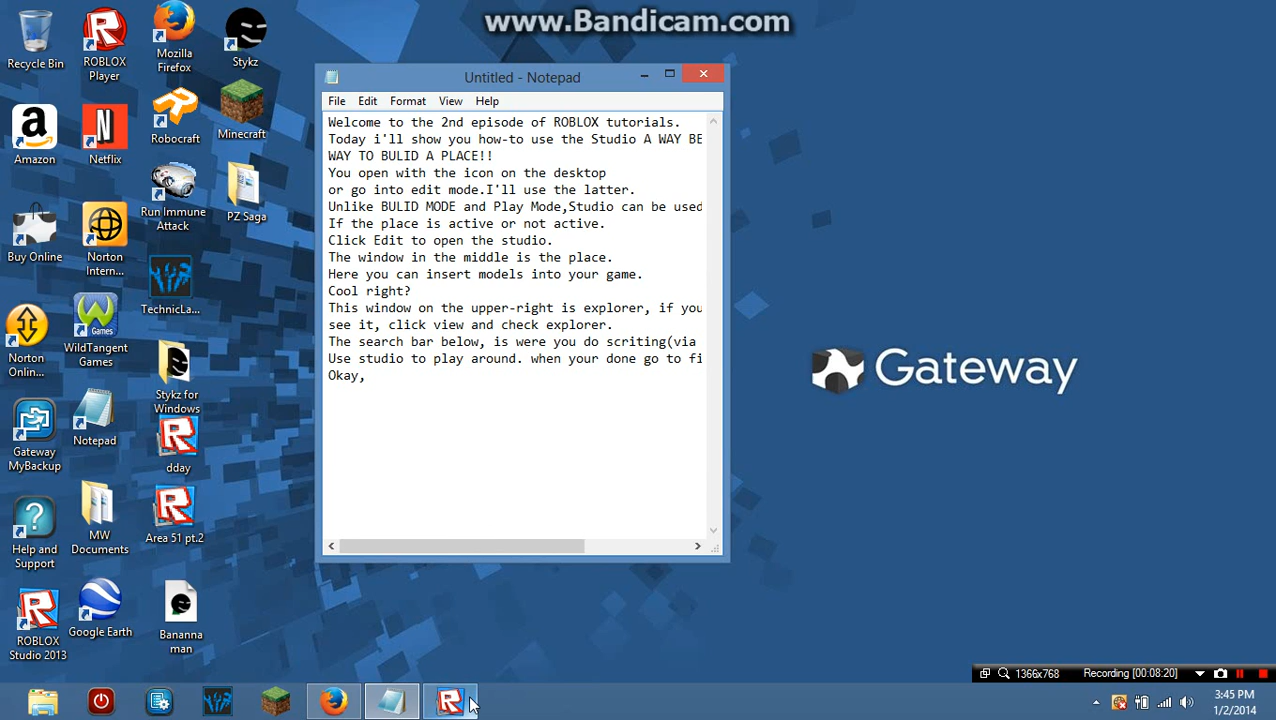 www.Bandicam.com
Recycle Bin
ROBLOX Player
Mozilla Firefox
Stykz
Amazon
Netflix
Robocraft
Minecraft
Buy Online
Norton Intern...
Run Immune Attack
PZ Saga
Norton Onlin...
WildTangent Games
TechnicLa...
Stykz for Windows
Gateway MyBackup
Notepad
dday
Help and Support
MW Documents
Area 51 pt.2
ROBLOX Studio 2013
Google Earth
Banannaman
Untitled - Notepad
File Edit Format View Help
Welcome to the 2nd episode of ROBLOX tutorials.
Today i'll show you how-to use the Studio A WAY BE
WAY TO BULID A PLACE!!
You open with the icon on the desktop
or go into edit mode.I'll use the latter.
Unlike BULID MODE and Play Mode,Studio can be used
If the place is active or not active.
Click Edit to open the studio.
The window in the middle is the place.
Here you can insert models into your game.
Cool right?
This window on the upper-right is explorer, if you
see it, click view and check explorer.
The search bar below, is were you do scriting(via
Use studio to play around. when your done go to fi
Okay,
Gateway
1366x768 Recording [00:08:20]
3:45 PM
1/2/2014